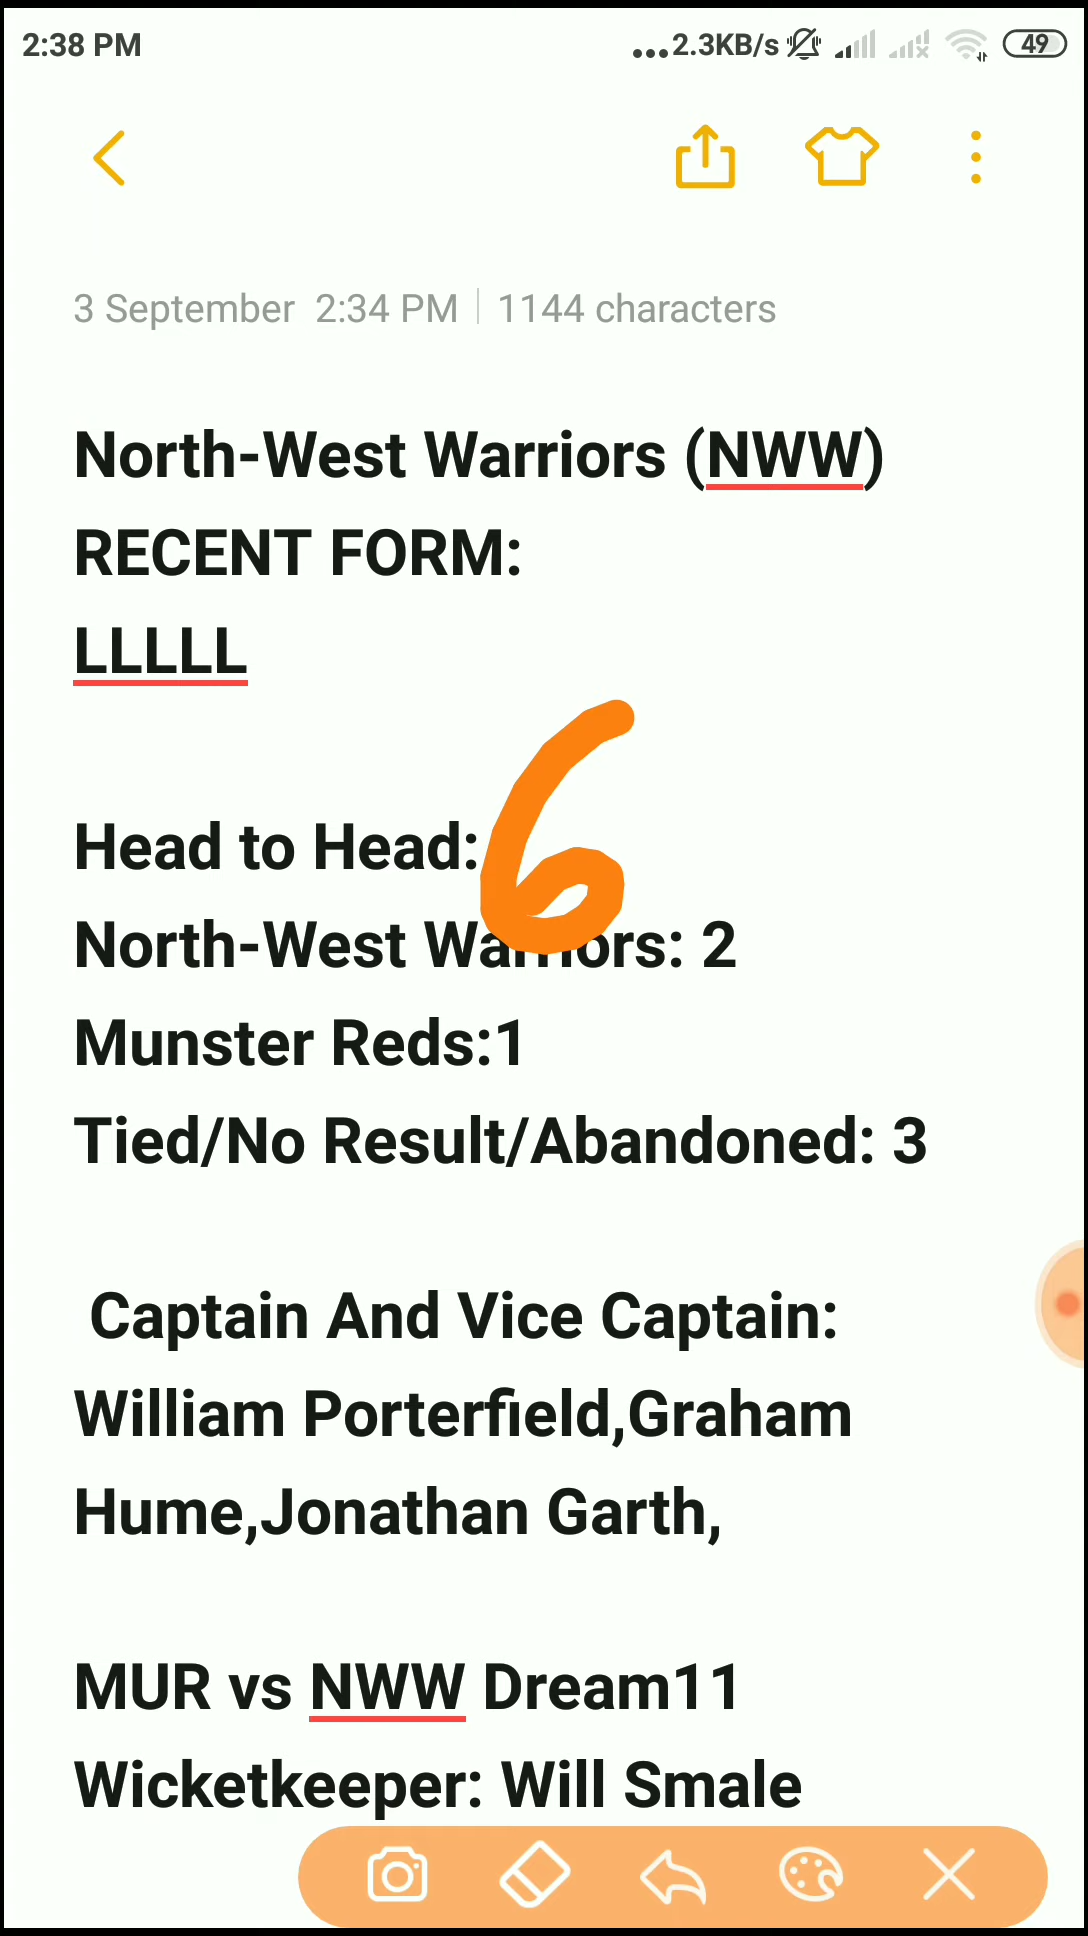 2:38 PM ...2.3KB/s 49
3 September 2:34 PM | 1144 characters
North-West Warriors (NWW)
RECENT FORM:
LLLLL
6
Head to Head:
North-West Warriors: 2
Munster Reds:1
Tied/No Result/Abandoned: 3
Captain And Vice Captain:
William Porterfield,Graham
Hume,Jonathan Garth,
MUR vs NWW Dream11
Wicketkeeper: Will Smale